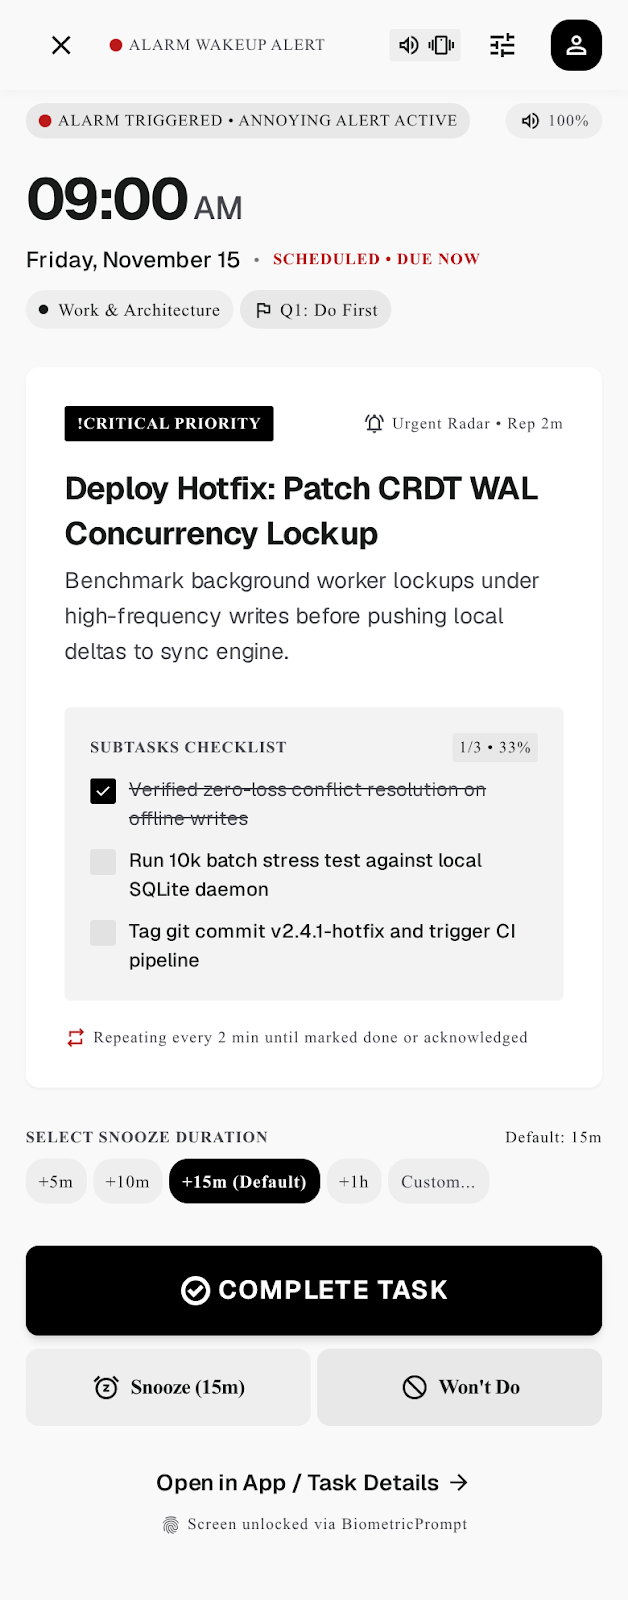 ALARM WAKEUP ALERT
ALARM TRIGGERED • ANNOYING ALERT ACTIVE
100%
09:00 AM
Friday, November 15 • SCHEDULED • DUE NOW
Work & Architecture
Q1: Do First
!CRITICAL PRIORITY
Urgent Radar • Rep 2m
Deploy Hotfix: Patch CRDT WAL
Concurrency Lockup
Benchmark background worker lockups under
high-frequency writes before pushing local
deltas to sync engine.
SUBTASKS CHECKLIST
1/3 • 33%
Verified zero-loss conflict resolution on
offline writes
Run 10k batch stress test against local
SQLite daemon
Tag git commit v2.4.1-hotfix and trigger CI
pipeline
Repeating every 2 min until marked done or acknowledged
SELECT SNOOZE DURATION
Default: 15m
+5m
+10m
+15m (Default)
+1h
Custom...
COMPLETE TASK
Snooze (15m)
Won't Do
Open in App / Task Details →
Screen unlocked via BiometricPrompt